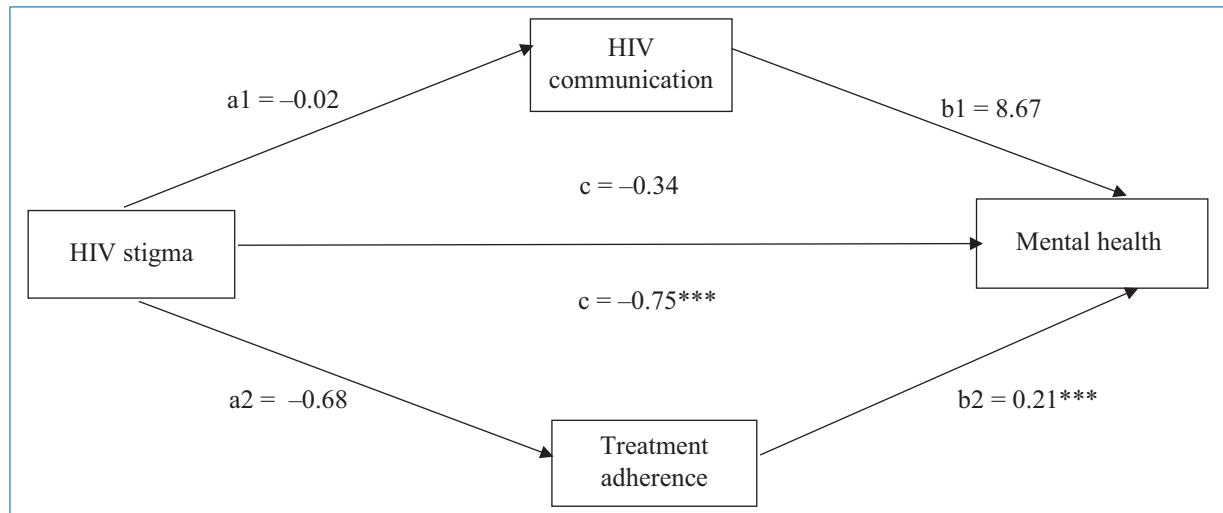 HIV
communication
a1 = –0.02
b1 = 8.67
c = –0.34
HIV stigma
Mental health
c = –0.75***
a2 = –0.68
b2 = 0.21***
Treatment
adherence